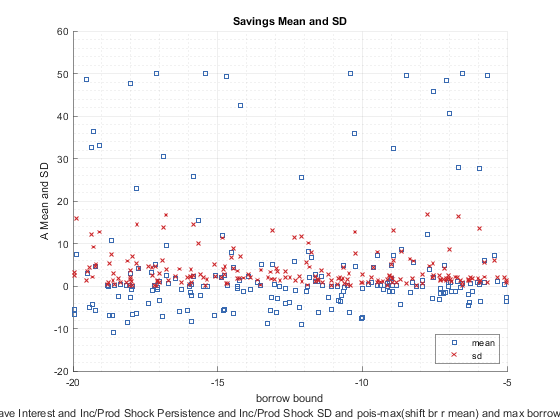 Savings Mean and SD
A Mean and SD
60
50
40
30
20
10
0
-10
-20
-20
-15
-10
-5
mean
sd
borrow bound
ave Interest and Inc/Prod Shock Persistence and Inc/Prod Shock SD and pois-max(shift br r mean) and max borrow